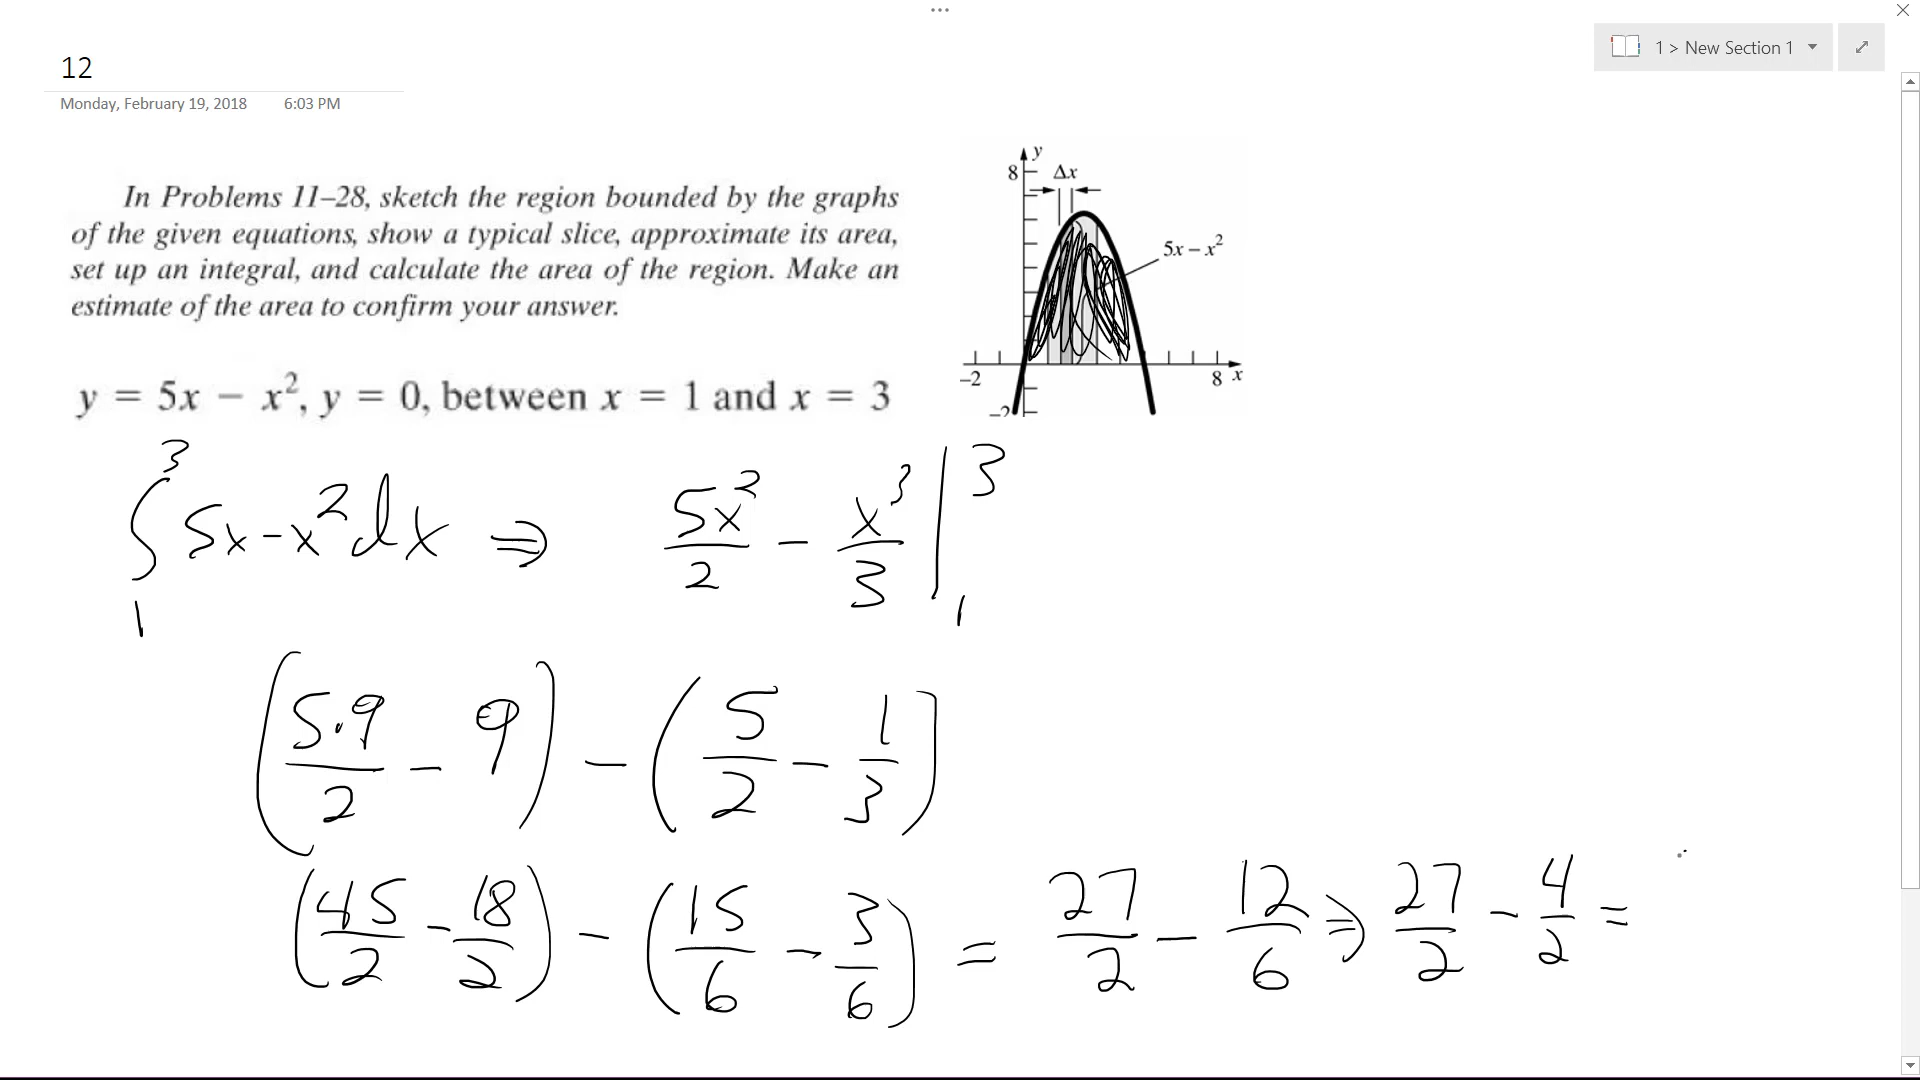 ...
1 > New Section 1
12
Monday, February 19, 2018 6:03 PM
In Problems 11–28, sketch the region bounded by the graphs
of the given equations, show a typical slice, approximate its area,
set up an integral, and calculate the area of the region. Make an
estimate of the area to confirm your answer.
y = 5x − x², y = 0, between x = 1 and x = 3
y
8
Δx
5x − x²
−2
8 x
−2
∫₁³ 5x − x² dx ⇒ 5x²/2 − x³/3 |₁³
(5·9/2 − 9) − (5/2 − 1/3)
(45/2 − 18/2) − (15/6 − 3/6) = 27/2 − 12/6 ⇒ 27/2 − 4/2 =